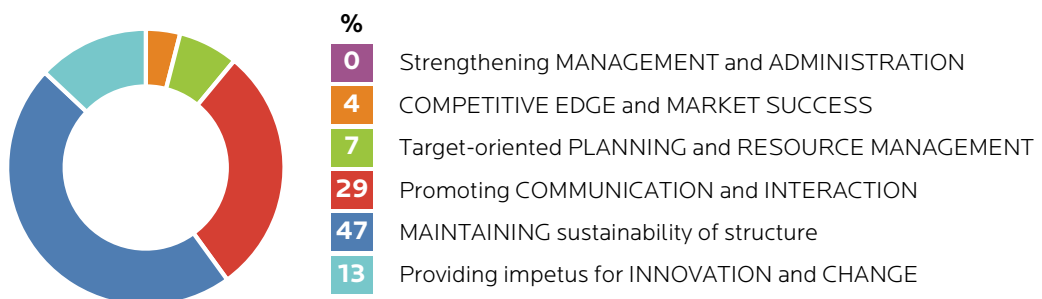 %
0 Strengthening MANAGEMENT and ADMINISTRATION
4 COMPETITIVE EDGE and MARKET SUCCESS
7 Target-oriented PLANNING and RESOURCE MANAGEMENT
29 Promoting COMMUNICATION and INTERACTION
47 MAINTAINING sustainability of structure
13 Providing impetus for INNOVATION and CHANGE